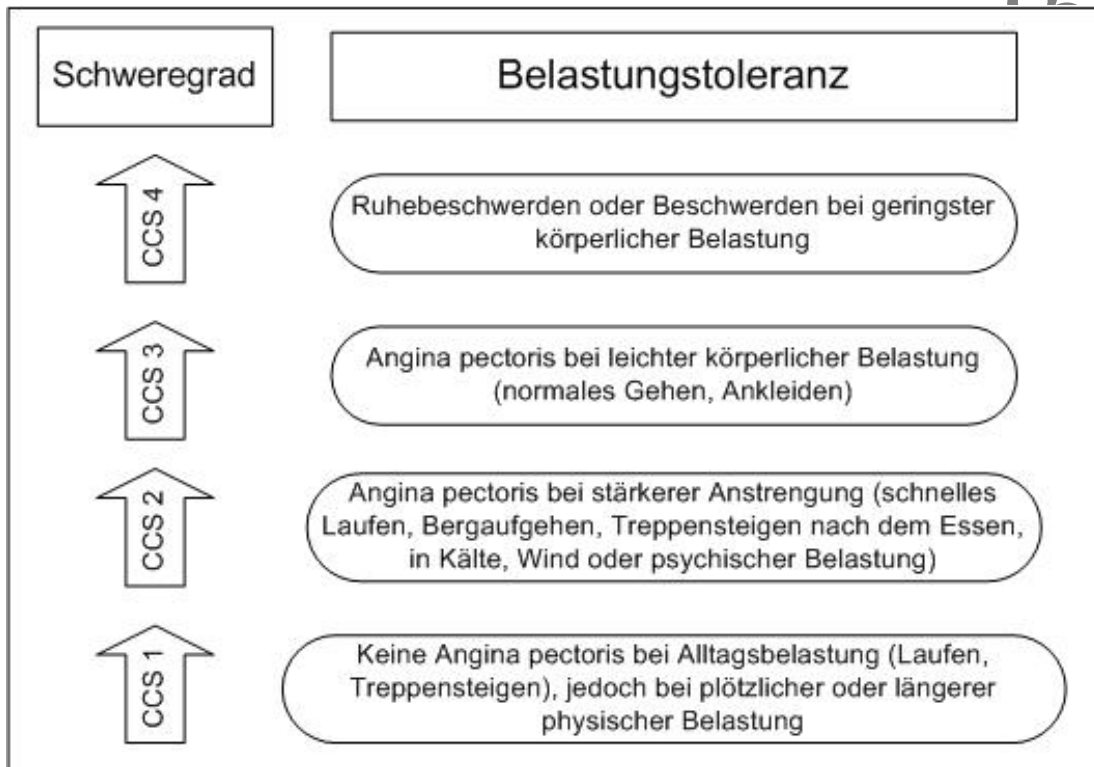 Schweregrad
Belastungstoleranz
CCS 4
Ruhebeschwerden oder Beschwerden bei geringster
körperlicher Belastung
CCS 3
Angina pectoris bei leichter körperlicher Belastung
(normales Gehen, Ankleiden)
CCS 2
Angina pectoris bei stärkerer Anstrengung (schnelles
Laufen, Bergaufgehen, Treppensteigen nach dem Essen,
in Kälte, Wind oder psychischer Belastung)
CCS 1
Keine Angina pectoris bei Alltagsbelastung (Laufen,
Treppensteigen), jedoch bei plötzlicher oder längerer
physischer Belastung